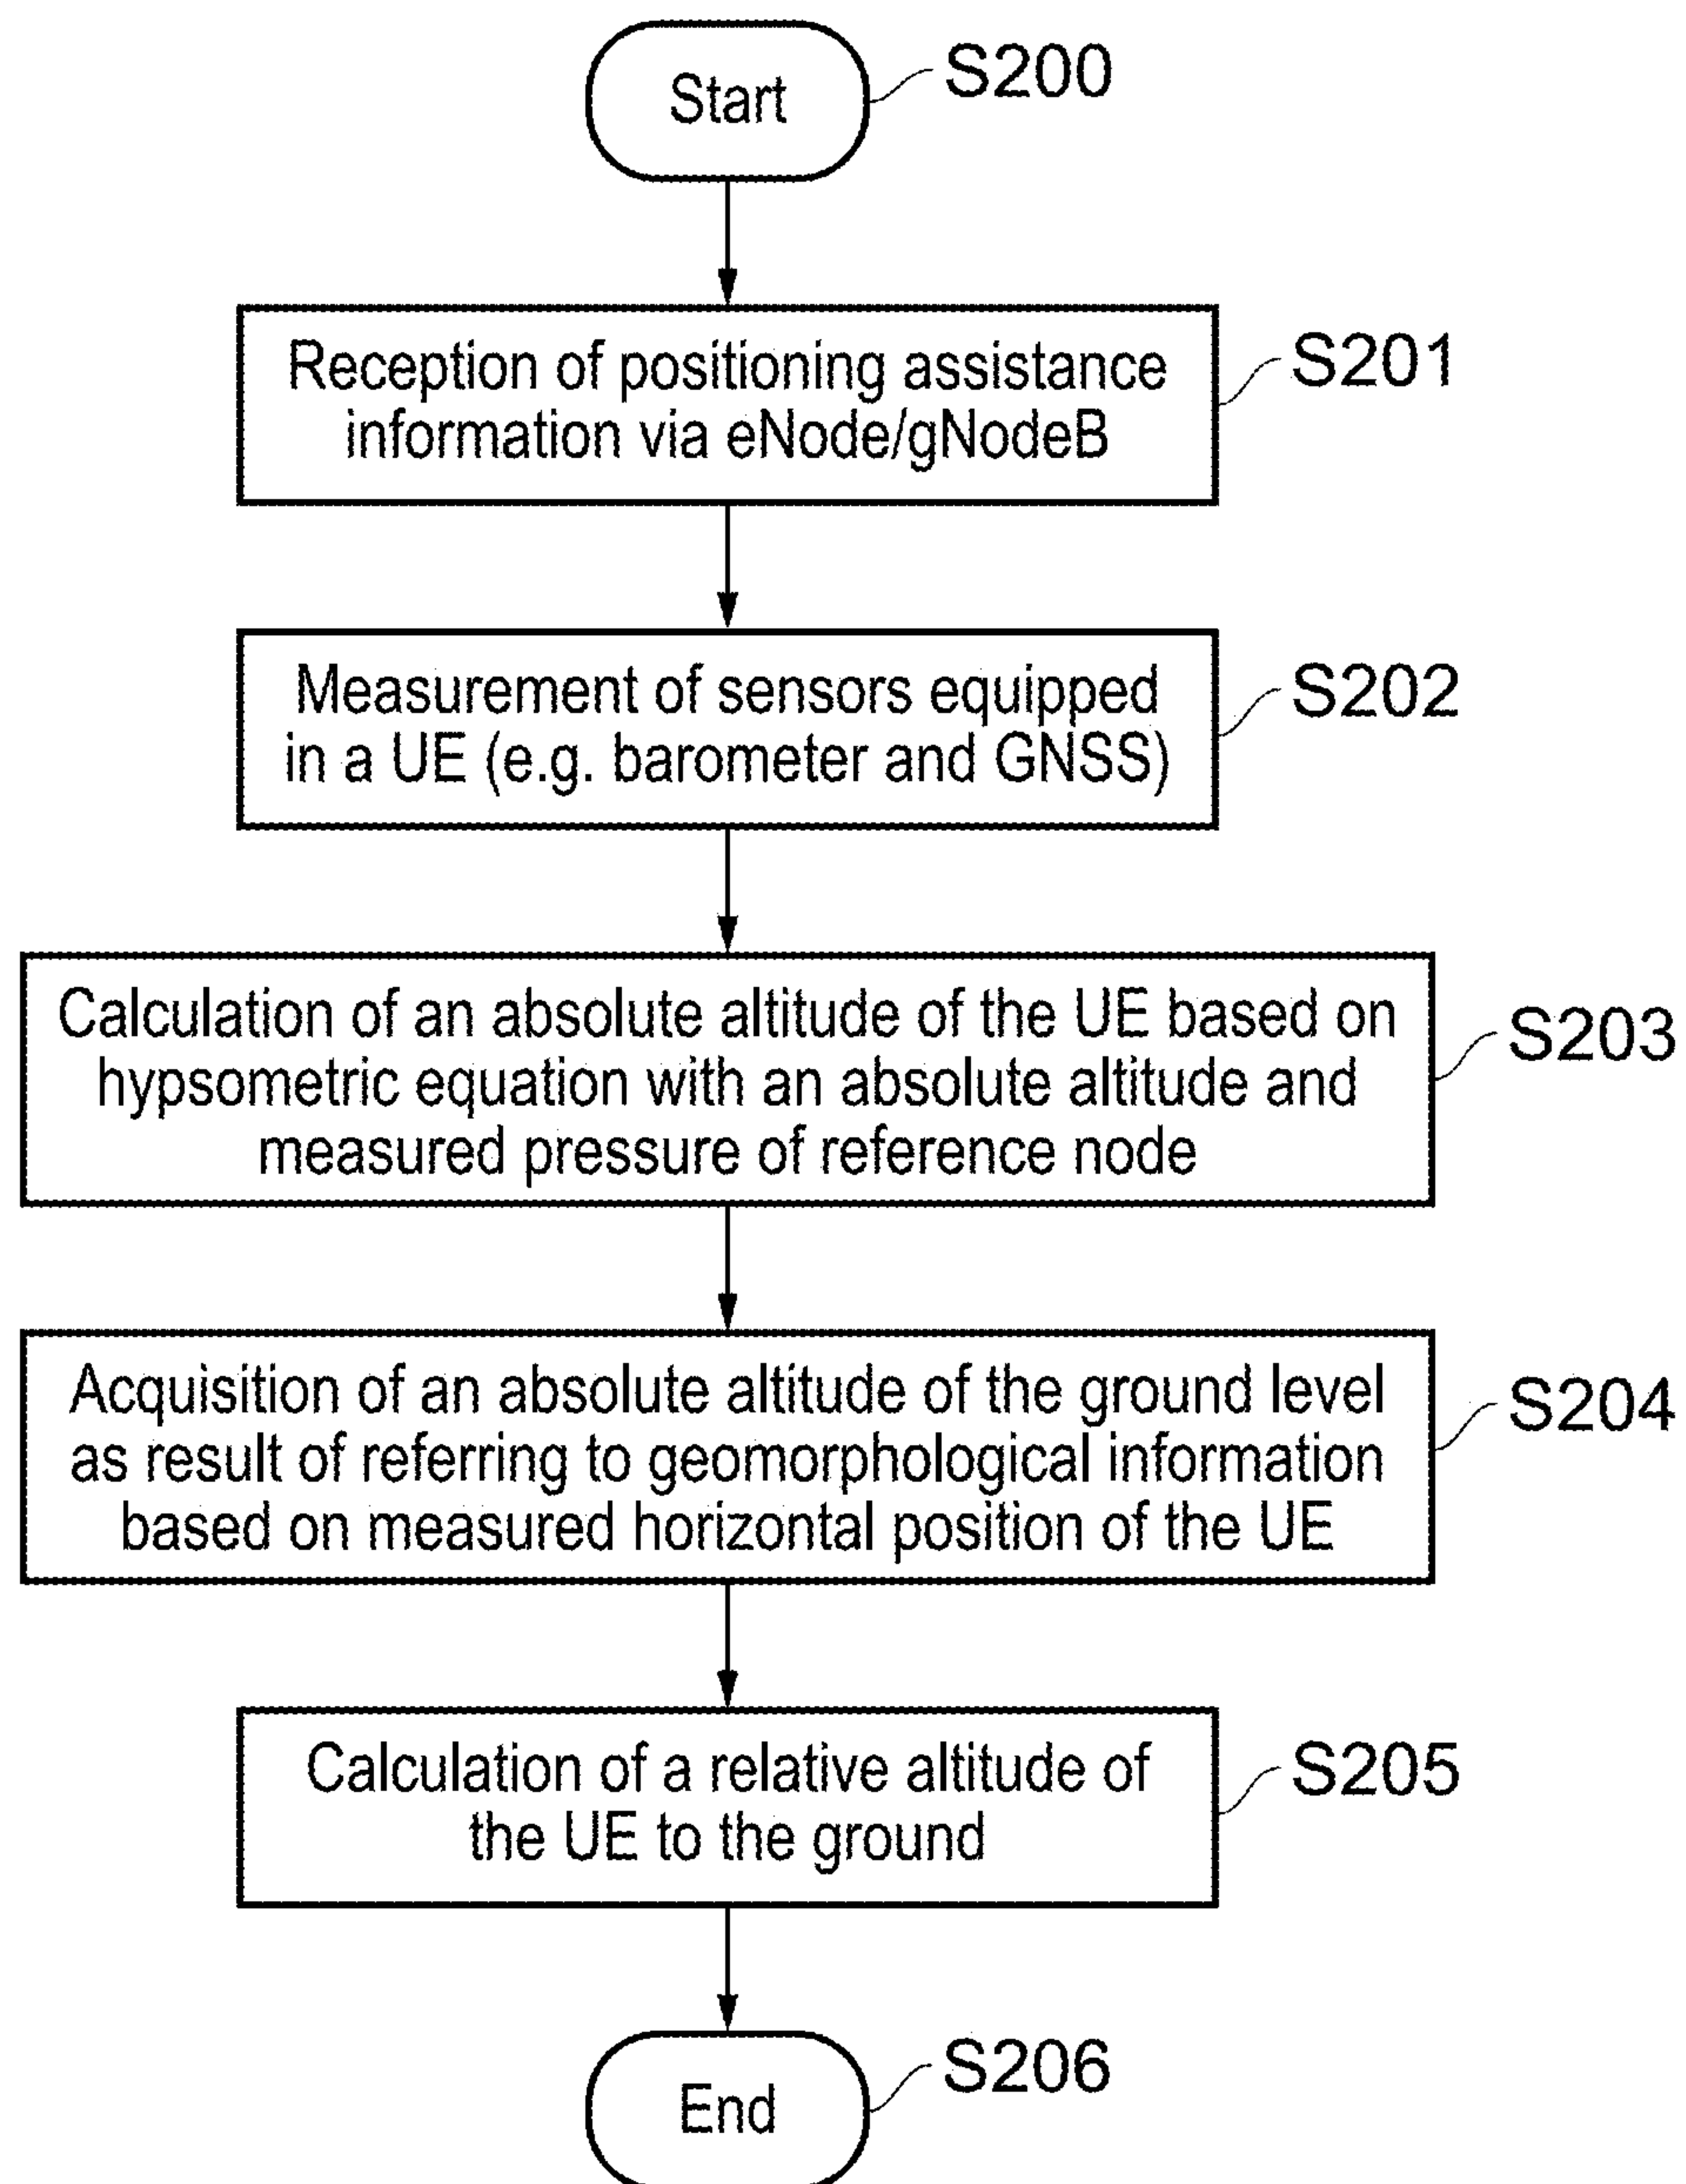 Start
S200
Reception of positioning assistance
information via eNode/gNodeB
S201
Measurement of sensors equipped
in a UE (e.g. barometer and GNSS)
S202
Calculation of an absolute altitude of the UE based on
hypsometric equation with an absolute altitude and
measured pressure of reference node
S203
Acquisition of an absolute altitude of the ground level
as result of referring to geomorphological information
based on measured horizontal position of the UE
S204
Calculation of a relative altitude of
the UE to the ground
S205
End
S206